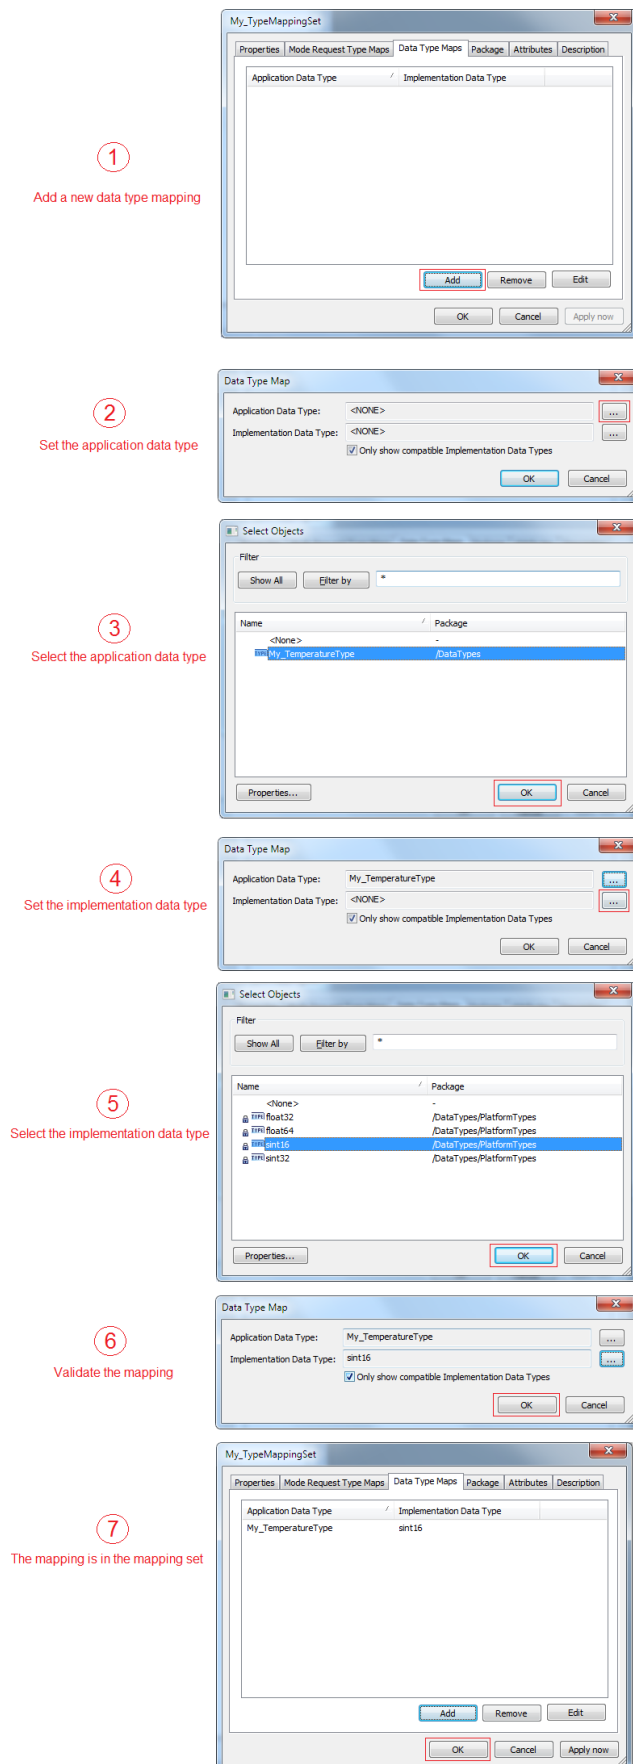 My_TypeMappingSet
Properties Mode Request Type Maps Data Type Maps Package Attributes Description
Application Data Type / Implementation Data Type
1
Add a new data type mapping
Add Remove Edit
OK Cancel Apply now
Data Type Map
2
Set the application data type
Application Data Type: <NONE> ...
Implementation Data Type: <NONE> ...
Only show compatible Implementation Data Types
OK Cancel
Select Objects
Filter
Show All Filter by *
3
Select the application data type
Name / Package
<None> -
My_TemperatureType /DataTypes
Properties... OK Cancel
Data Type Map
4
Set the implementation data type
Application Data Type: My_TemperatureType ...
Implementation Data Type: <NONE> ...
Only show compatible Implementation Data Types
OK Cancel
Select Objects
Filter
Show All Filter by *
5
Select the implementation data type
Name / Package
<None> -
float32 /DataTypes/PlatformTypes
float64 /DataTypes/PlatformTypes
sint16 /DataTypes/PlatformTypes
sint32 /DataTypes/PlatformTypes
Properties... OK Cancel
Data Type Map
6
Validate the mapping
Application Data Type: My_TemperatureType ...
Implementation Data Type: sint16 ...
Only show compatible Implementation Data Types
OK Cancel
My_TypeMappingSet
Properties Mode Request Type Maps Data Type Maps Package Attributes Description
7
The mapping is in the mapping set
Application Data Type / Implementation Data Type
My_TemperatureType sint16
Add Remove Edit
OK Cancel Apply now